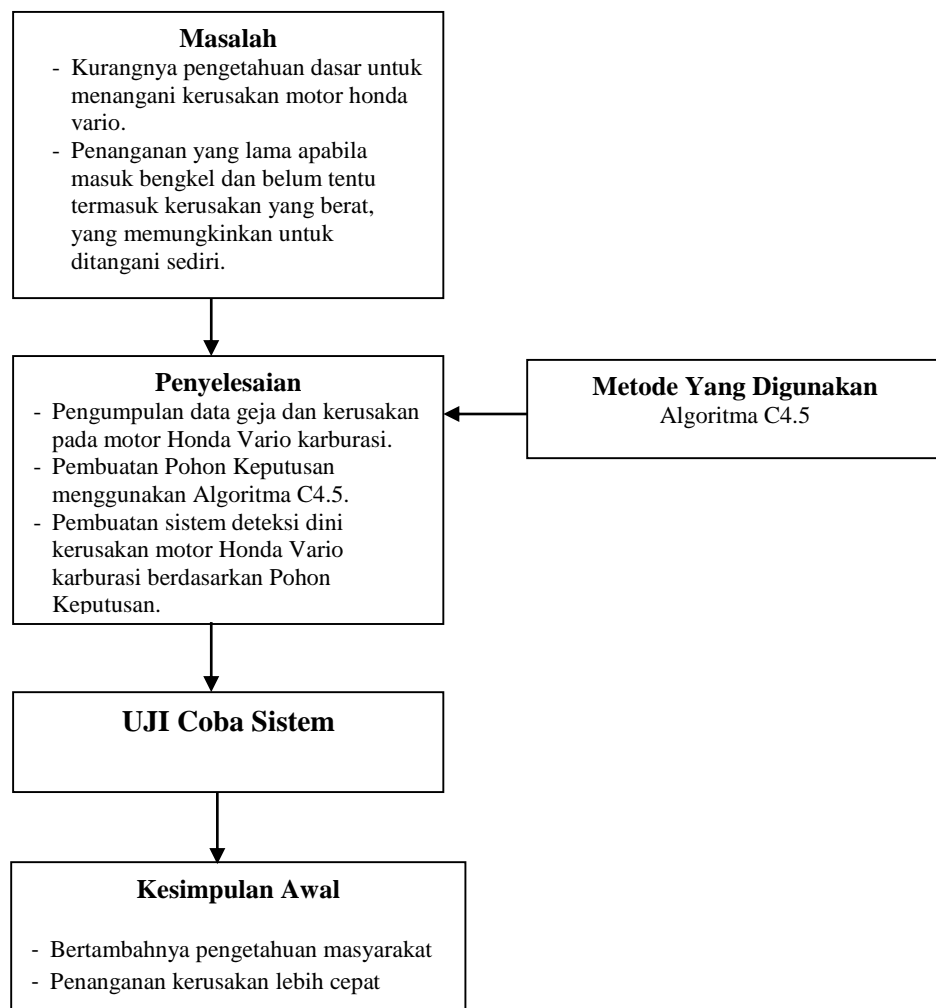 Masalah
- Kurangnya pengetahuan dasar untuk
menangani kerusakan motor honda
vario.
- Penanganan yang lama apabila
masuk bengkel dan belum tentu
termasuk kerusakan yang berat,
yang memungkinkan untuk
ditangani sediri.
Penyelesaian
- Pengumpulan data geja dan kerusakan
pada motor Honda Vario karburasi.
- Pembuatan Pohon Keputusan
menggunakan Algoritma C4.5.
- Pembuatan sistem deteksi dini
kerusakan motor Honda Vario
karburasi berdasarkan Pohon
Keputusan.
Metode Yang Digunakan
Algoritma C4.5
UJI Coba Sistem
Kesimpulan Awal
- Bertambahnya pengetahuan masyarakat
- Penanganan kerusakan lebih cepat